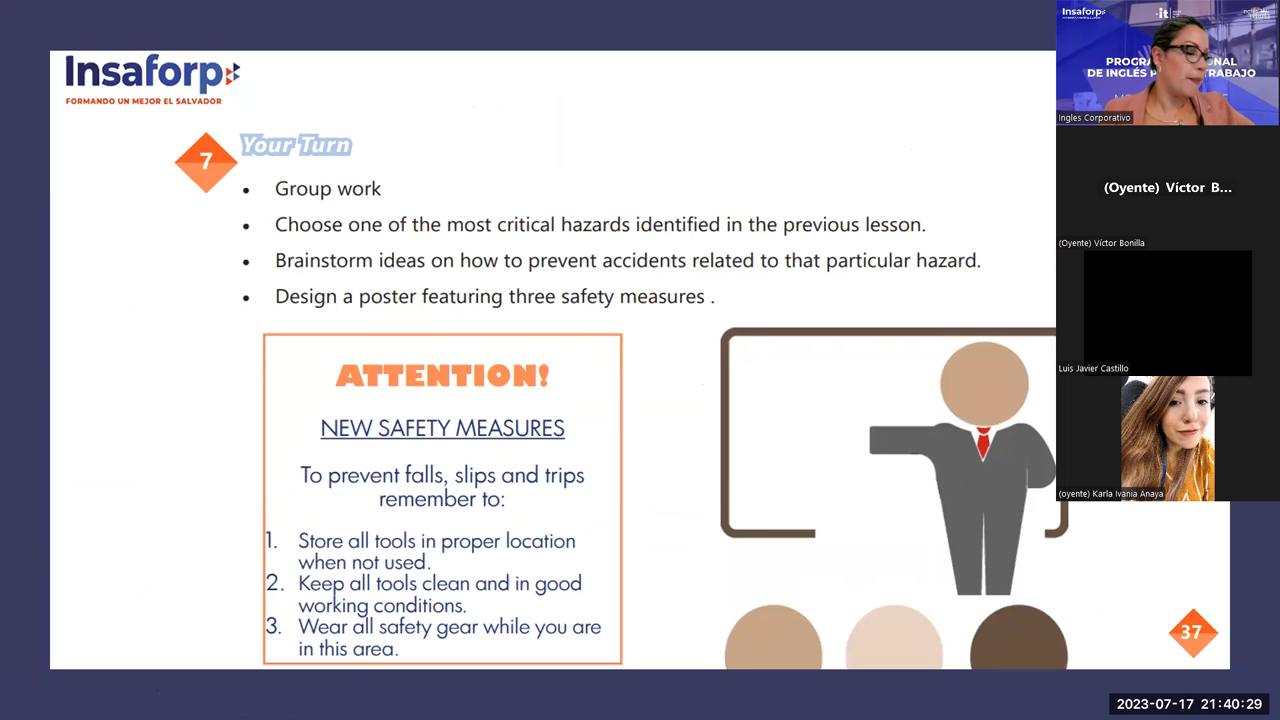 Insaforp
FORMANDO UN MEJOR EL SALVADOR
7
Your Turn
• Group work
• Choose one of the most critical hazards identified in the previous lesson.
• Brainstorm ideas on how to prevent accidents related to that particular hazard.
• Design a poster featuring three safety measures .
ATTENTION!
NEW SAFETY MEASURES
To prevent falls, slips and trips
remember to:
1. Store all tools in proper location
when not used.
2. Keep all tools clean and in good
working conditions.
3. Wear all safety gear while you are
in this area.
37
Insaforp
it
PROGRA NAL
DE INGLÉS P TRABAJO
Ingles Corporativo
(Oyente) Víctor B...
(Oyente) Víctor Bonilla
Luis Javier Castillo
(oyente) Karla Ivania Anaya
2023-07-17 21:40:29